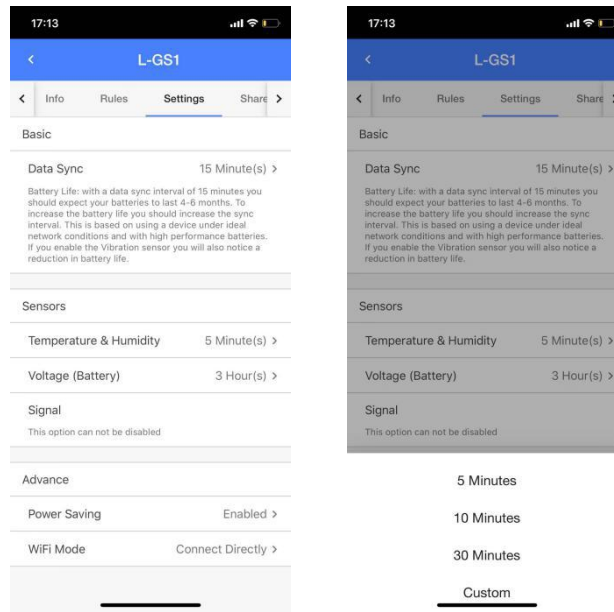 17:13
L-GS1
Info Rules Settings Share
Basic
Data Sync 15 Minute(s)
Battery Life: with a data sync interval of 15 minutes you
should expect your batteries to last 4-6 months. To
increase the battery life you should increase the sync
interval. This is based on using a device under ideal
network conditions and with high performance batteries.
If you enable the Vibration sensor you will also notice a
reduction in battery life.
Sensors
Temperature & Humidity 5 Minute(s)
Voltage (Battery) 3 Hour(s)
Signal
This option can not be disabled
Advance
Power Saving Enabled
WiFi Mode Connect Directly
17:13
L-GS1
Info Rules Settings Share
Basic
Data Sync 15 Minute(s)
Battery Life: with a data sync interval of 15 minutes you
should expect your batteries to last 4-6 months. To
increase the battery life you should increase the sync
interval. This is based on using a device under ideal
network conditions and with high performance batteries.
If you enable the Vibration sensor you will also notice a
reduction in battery life.
Sensors
Temperature & Humidity 5 Minute(s)
Voltage (Battery) 3 Hour(s)
Signal
This option can not be disabled
5 Minutes
10 Minutes
30 Minutes
Custom